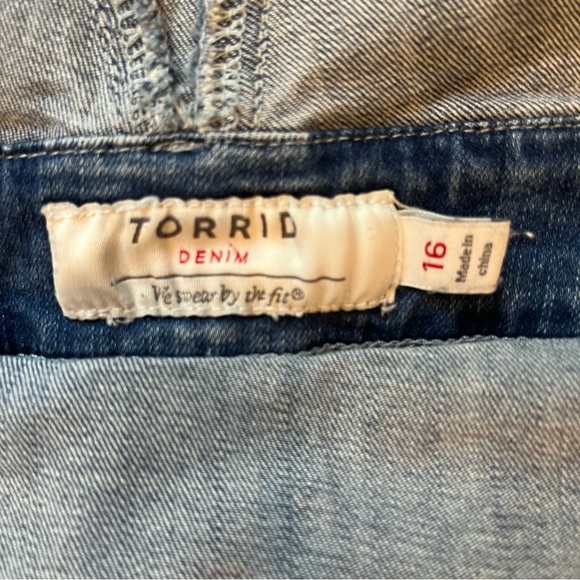 TORRID
DENIM
We swear by the fit®
16
Made in
china